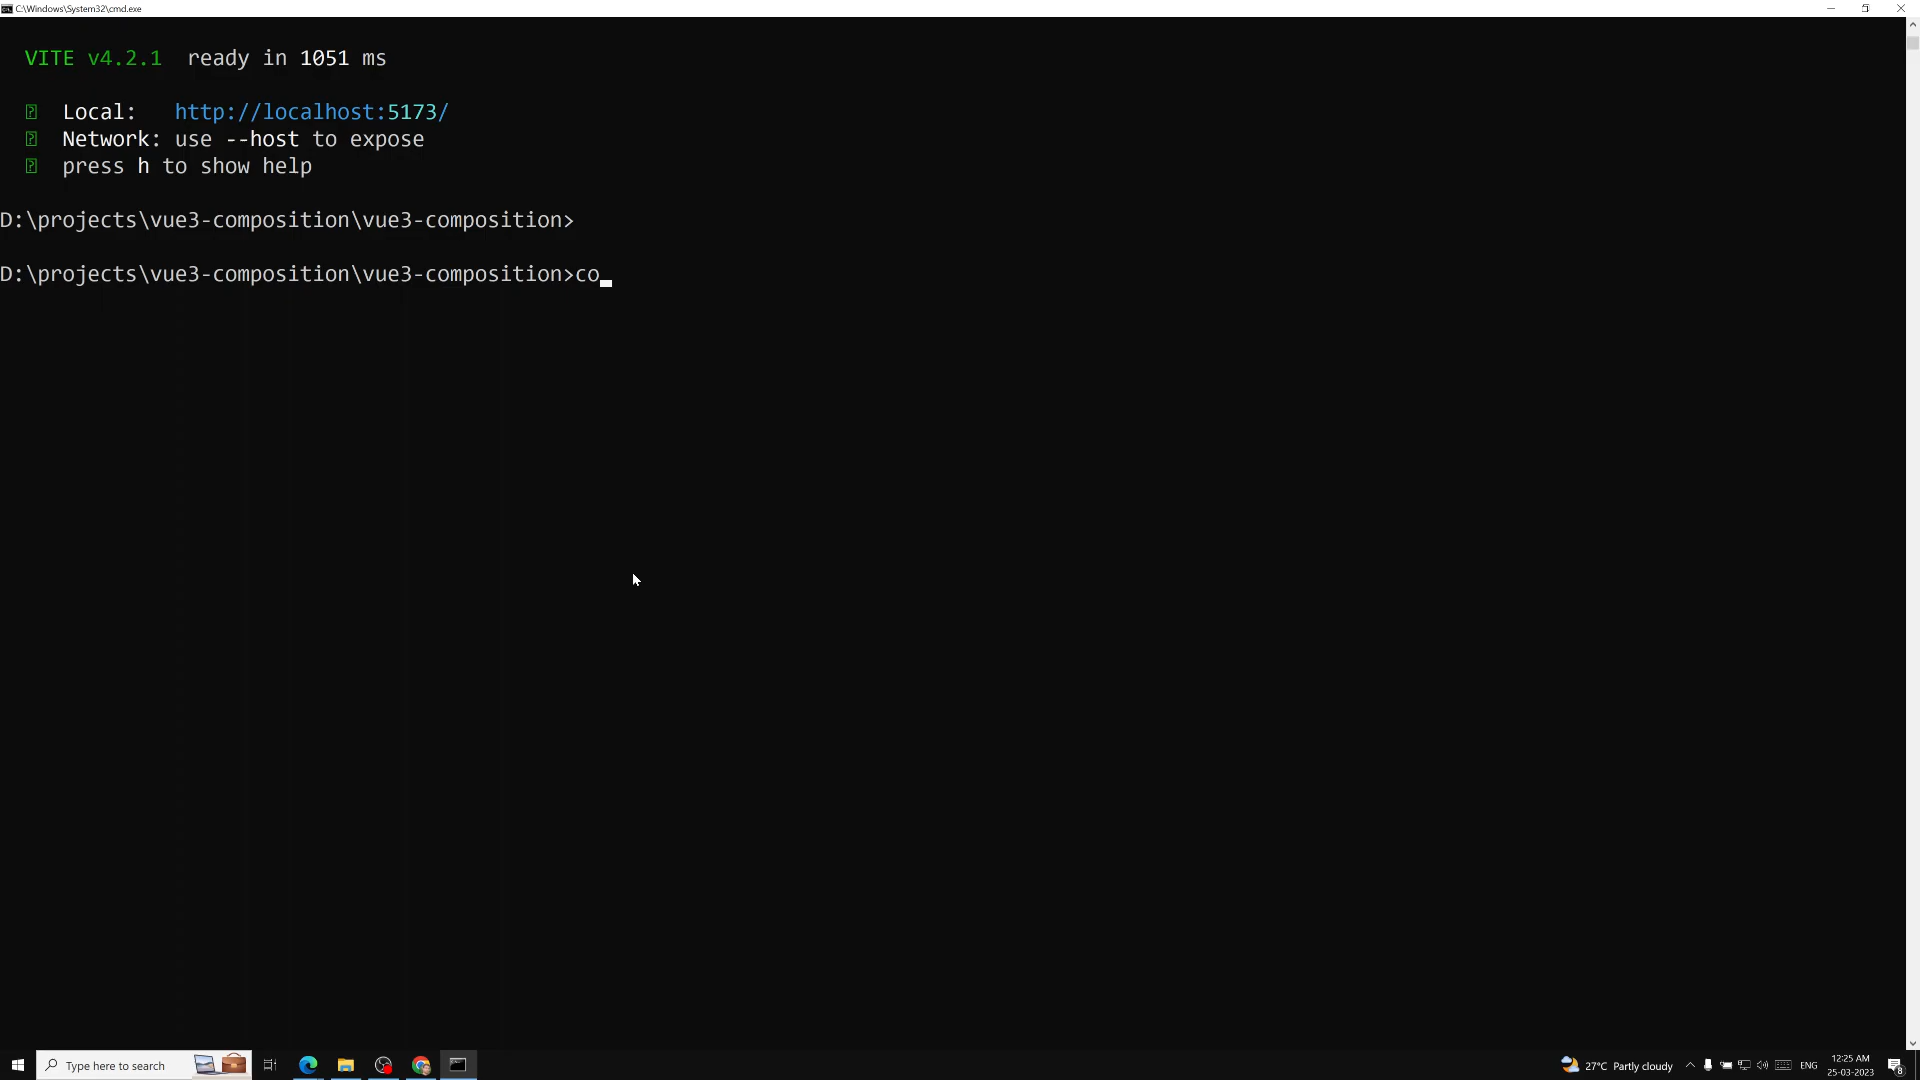 C:\Windows\System32\cmd.exe
VITE v4.2.1  ready in 1051 ms
Local:   http://localhost:5173/
Network: use --host to expose
press h to show help
D:\projects\vue3-composition\vue3-composition>
D:\projects\vue3-composition\vue3-composition>co_
Type here to search
27°C Partly cloudy
ENG
12:25 AM
25-03-2023
8